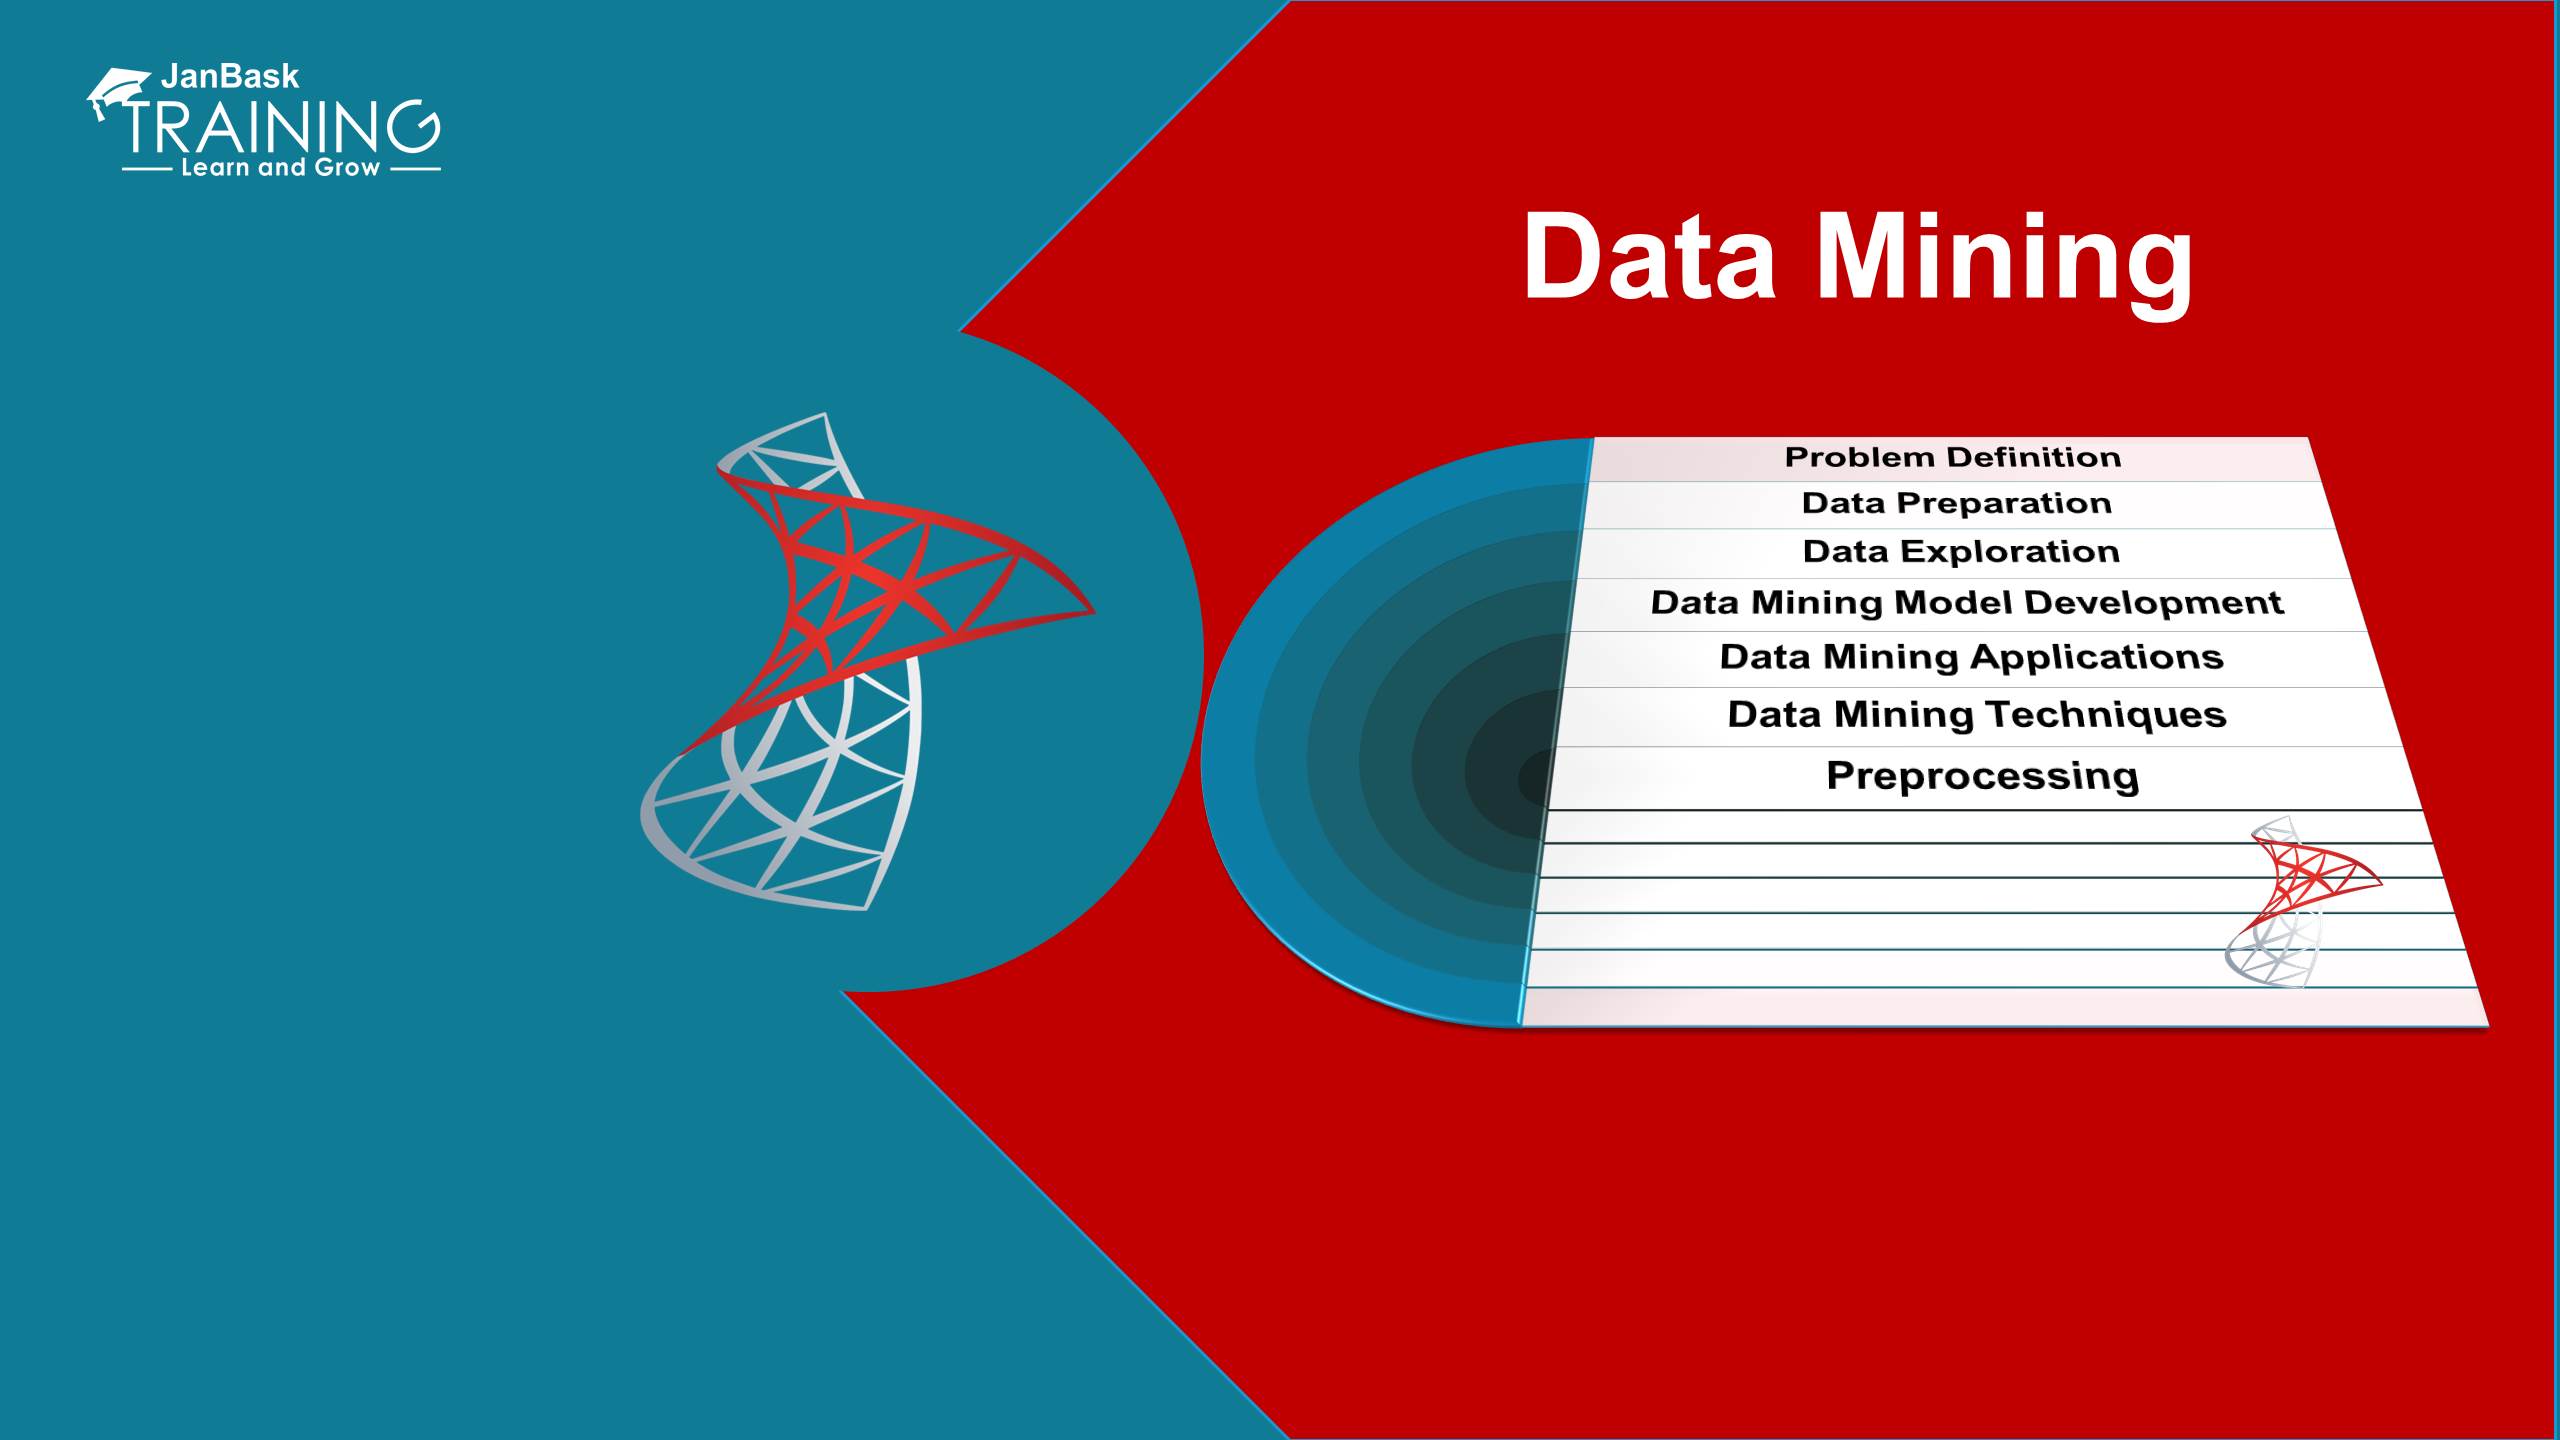 JanBask
TRAINING
Learn and Grow
Data Mining
Problem Definition
Data Preparation
Data Exploration
Data Mining Model Development
Data Mining Applications
Data Mining Techniques
Preprocessing